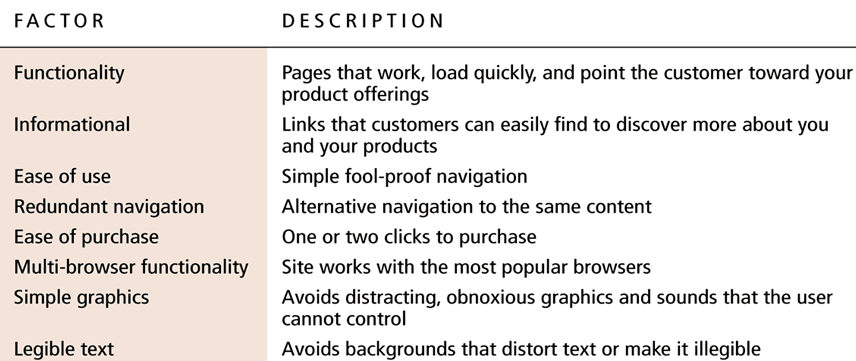 FACTOR DESCRIPTION
Functionality Pages that work, load quickly, and point the customer toward your
product offerings
Informational Links that customers can easily find to discover more about you
and your products
Ease of use Simple fool-proof navigation
Redundant navigation Alternative navigation to the same content
Ease of purchase One or two clicks to purchase
Multi-browser functionality Site works with the most popular browsers
Simple graphics Avoids distracting, obnoxious graphics and sounds that the user
cannot control
Legible text Avoids backgrounds that distort text or make it illegible